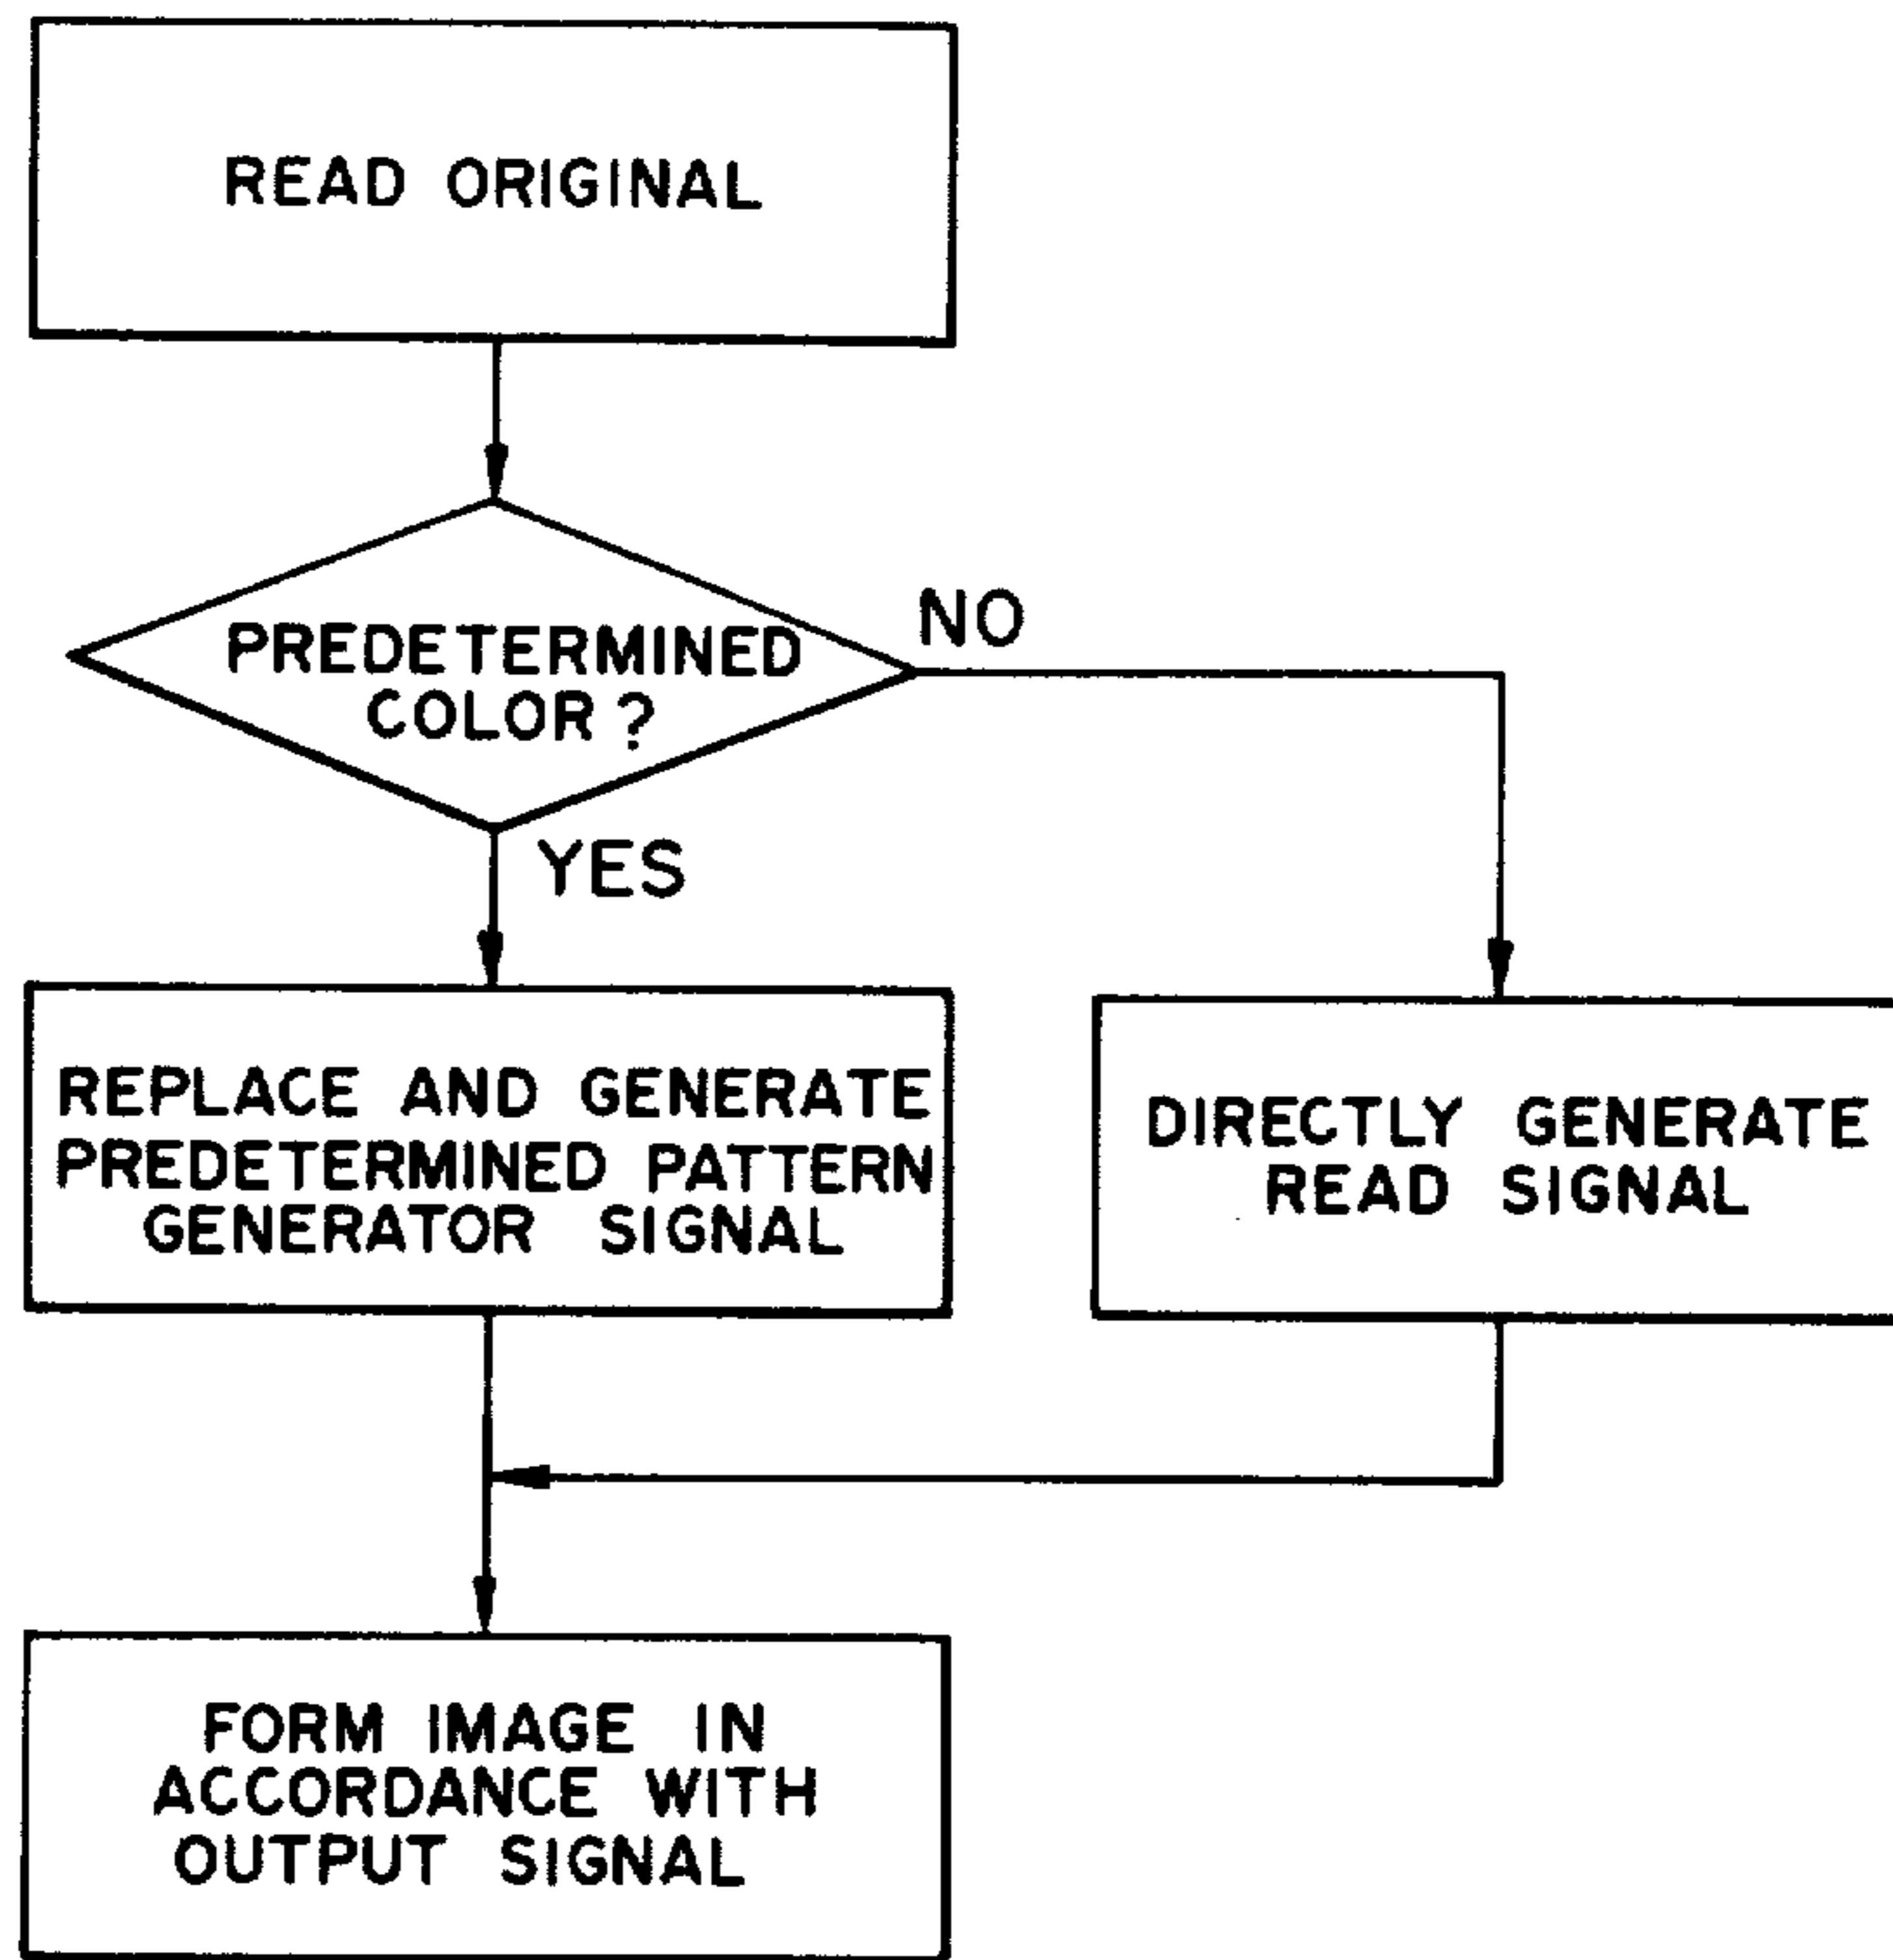 READ ORIGINAL
PREDETERMINED
COLOR?
NO
YES
REPLACE AND GENERATE
PREDETERMINED PATTERN
GENERATOR SIGNAL
DIRECTLY GENERATE
READ SIGNAL
FORM IMAGE IN
ACCORDANCE WITH
OUTPUT SIGNAL